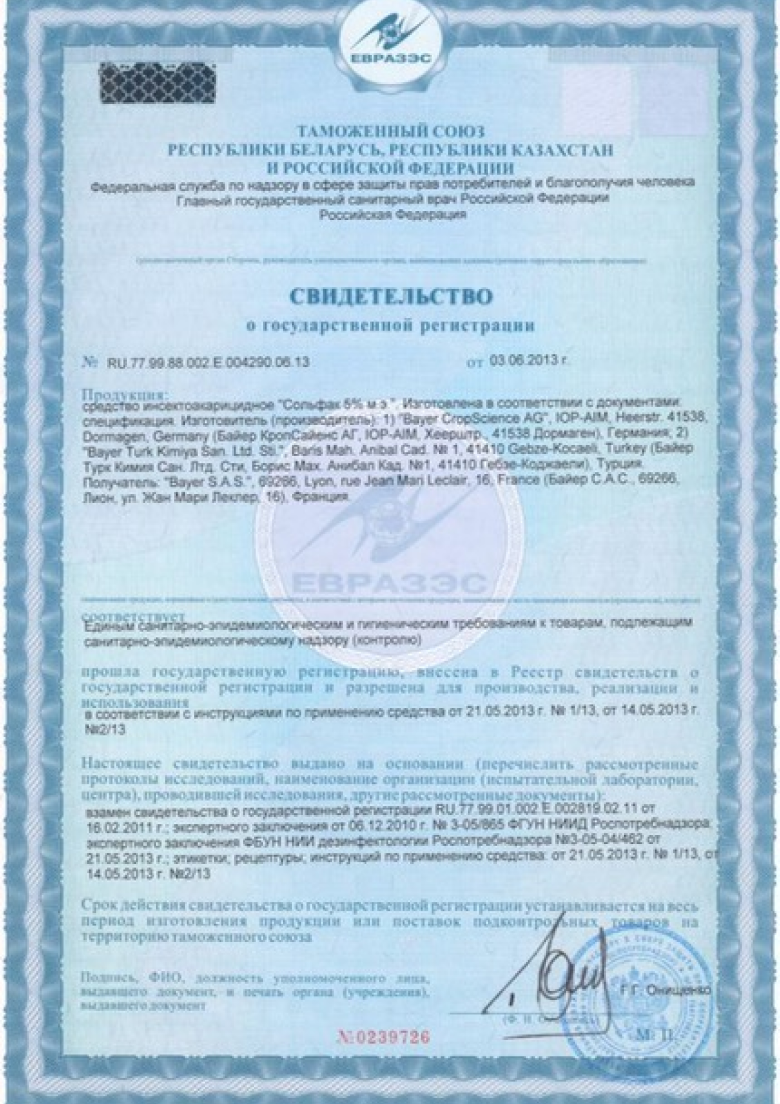 ЕВРАЗЭС
ТАМОЖЕННЫЙ СОЮЗ
РЕСПУБЛИКИ БЕЛАРУСЬ, РЕСПУБЛИКИ КАЗАХСТАН
И РОССИЙСКОЙ ФЕДЕРАЦИИ
Федеральная служба по надзору в сфере защиты прав потребителей и благополучия человека
Главный государственный санитарный врач Российской Федерации
Российская Федерация
(уполномоченный орган Стороны, руководитель уполномоченного органа, наименование административно-территориального образования)
СВИДЕТЕЛЬСТВО
о государственной регистрации
№ RU.77.99.88.002.Е.004290.06.13 от 03.06.2013 г.
Продукция:
средство инсектоакарицидное "Сольфак 5% м.э.". Изготовлена в соответствии с документами:
спецификация. Изготовитель (производитель): 1) "Bayer CropScience AG", IOP-AIM, Heerstr. 41538,
Dormagen, Germany (Байер КропСайенс АГ, IOP-AIM, Хеерштр., 41538 Дормаген), Германия; 2)
"Bayer Turk Kimiya San. Ltd. Sti.", Baris Mah. Anibal Cad. № 1, 41410 Gebze-Kocaeli, Turkey (Байер
Турк Кимия Сан. Лтд. Сти, Борис Мах. Анибал Кад. №1, 41410 Гебзе-Коджаели), Турция.
Получатель: "Bayer S.A.S.", 69266, Lyon, rue Jean Mari Leclair, 16, France (Байер С.А.С., 69266,
Лион, ул. Жан Мари Леклер, 16), Франция.
ЕВРАЗЭС
соответствует
Единым санитарно-эпидемиологическим и гигиеническим требованиям к товарам, подлежащим
санитарно-эпидемиологическому надзору (контролю)
прошла государственную регистрацию, внесена в Реестр свидетельств о
государственной регистрации и разрешена для производства, реализации и
использования
в соответствии с инструкциями по применению средства от 21.05.2013 г. № 1/13, от 14.05.2013 г.
№2/13
Настоящее свидетельство выдано на основании (перечислить рассмотренные
протоколы исследований, наименование организации (испытательной лаборатории,
центра), проводившей исследования, другие рассмотренные документы):
взамен свидетельства о государственной регистрации RU.77.99.01.002.Е.002819.02.11 от
16.02.2011 г.; экспертного заключения от 06.12.2010 г. № 3-05/865 ФГУН НИИД Роспотребнадзора;
экспертного заключения ФБУН НИИ дезинфектологии Роспотребнадзора №3-05-04/462 от
21.05.2013 г.; этикетки; рецептуры; инструкций по применению средства: от 21.05.2013 г. № 1/13, от
14.05.2013 г. №2/13
Срок действия свидетельства о государственной регистрации устанавливается на весь
период изготовления продукции или поставок подконтрольных товаров на
территорию таможенного союза
Подпись, ФИО, должность уполномоченного лица,
выдавшего документ, и печать органа (учреждения),
выдавшего документ
Г.Г. Онищенко
М. П.
№0239726